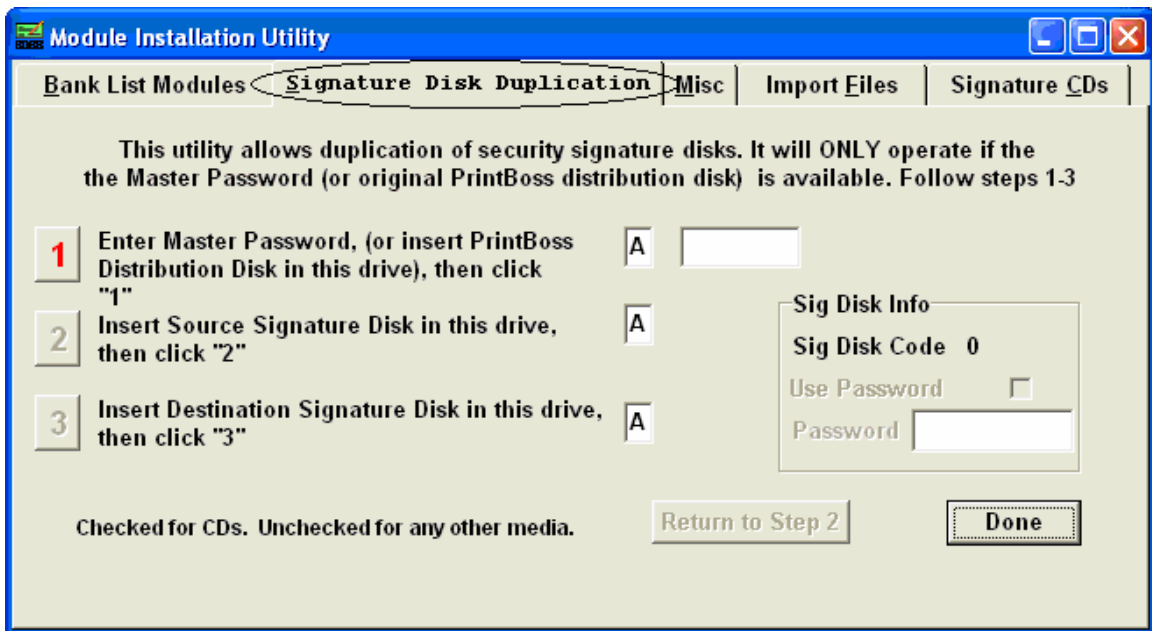 Module Installation Utility
Bank List Modules Signature Disk Duplication Misc Import Files Signature CDs
This utility allows duplication of security signature disks. It will ONLY operate if the
the Master Password (or original PrintBoss distribution disk) is available. Follow steps 1-3
1 Enter Master Password, (or insert PrintBoss A
Distribution Disk in this drive), then click
"1"
2 Insert Source Signature Disk in this drive, A
then click "2"
3 Insert Destination Signature Disk in this drive, A
then click "3"
Sig Disk Info
Sig Disk Code 0
Use Password
Password
Checked for CDs. Unchecked for any other media.
Return to Step 2 Done